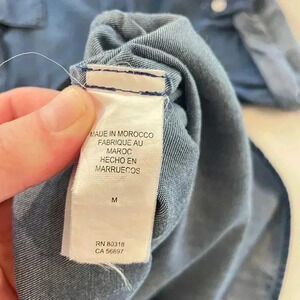 MADE IN MOROCCO
FABRIQUE AU
MAROC
HECHO EN
MARRUECOS
M
RN 80318
CA 56897